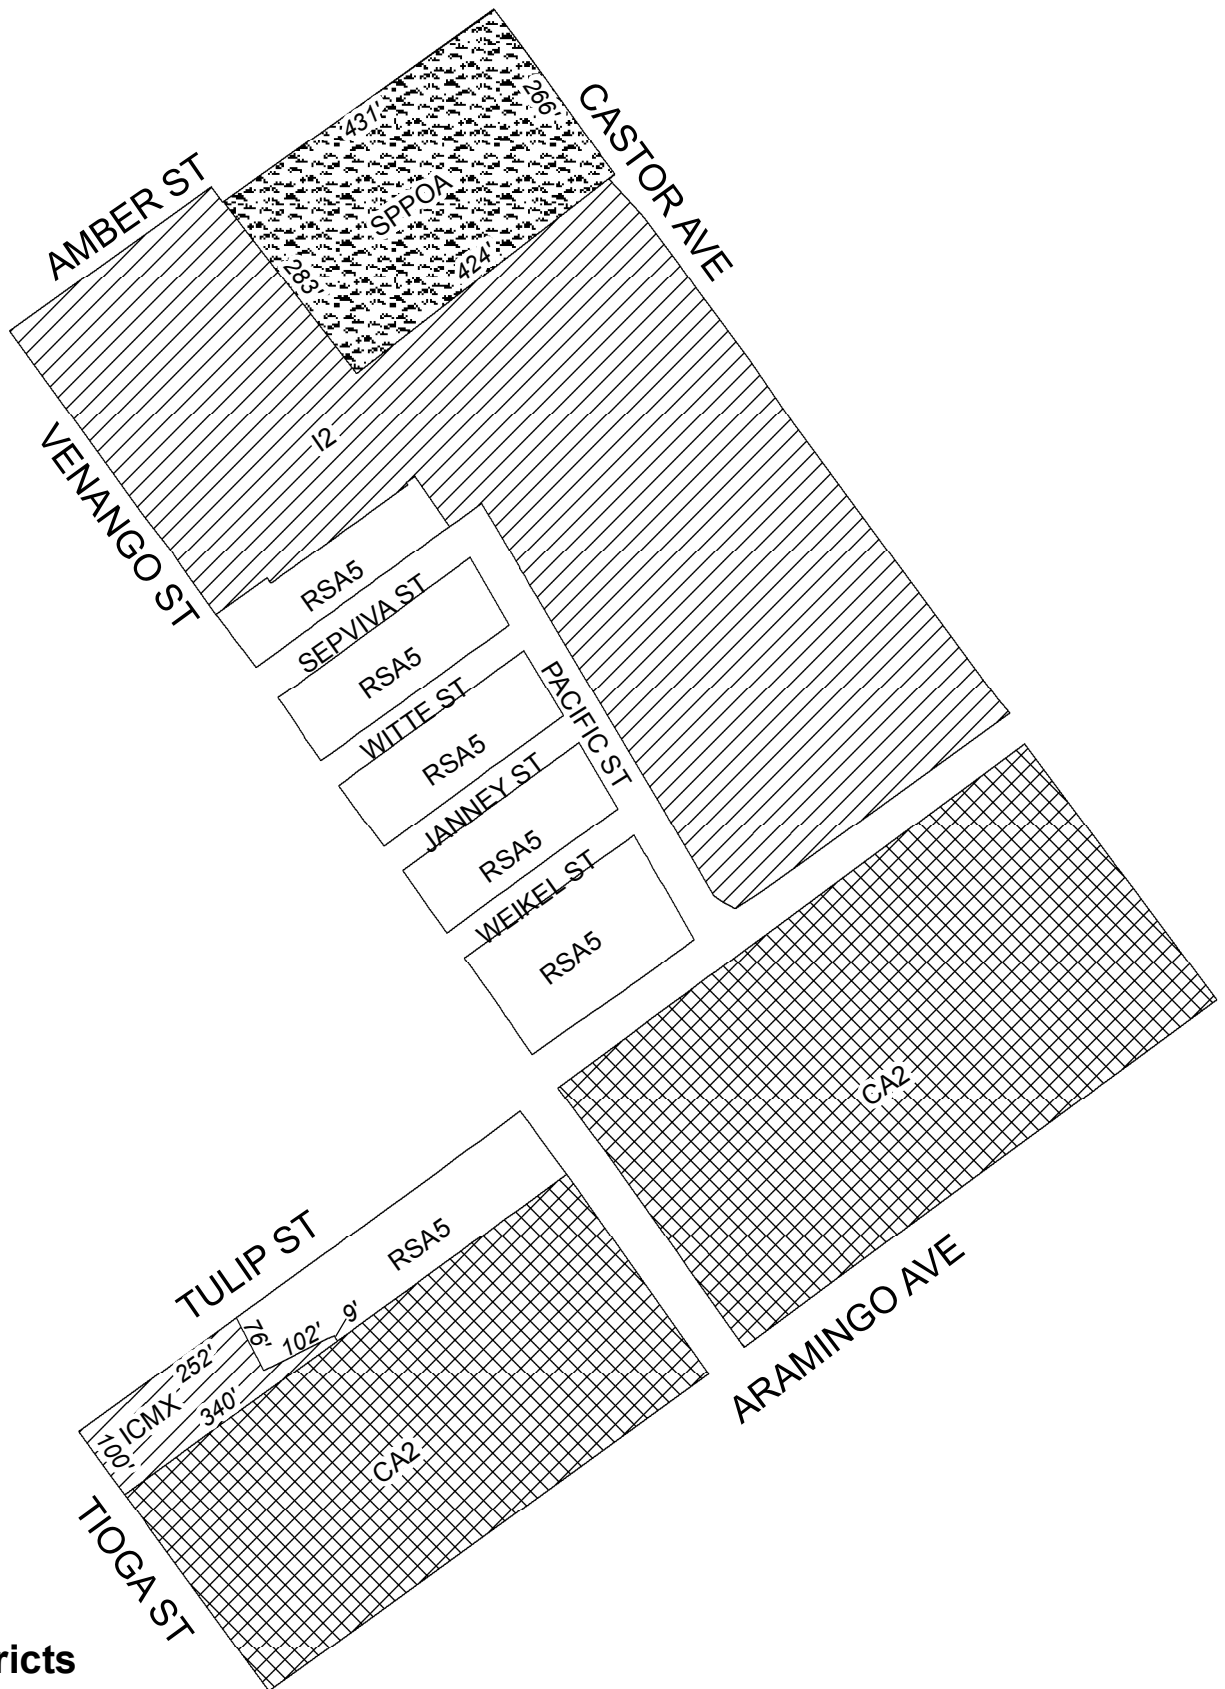 CASTOR AVE
266'
431'
AMBER ST
SPPOA
424'
283'
I2
VENANGO ST
RSA5
SEPVIVA ST
RSA5
WITTE ST
PACIFIC ST
RSA5
JANNEY ST
RSA5
WEIKEL ST
RSA5
CA2
TULIP ST
RSA5
ARAMINGO AVE
9'
76'
102'
252'
340'
ICMX
100'
CA2
TIOGA ST
ricts